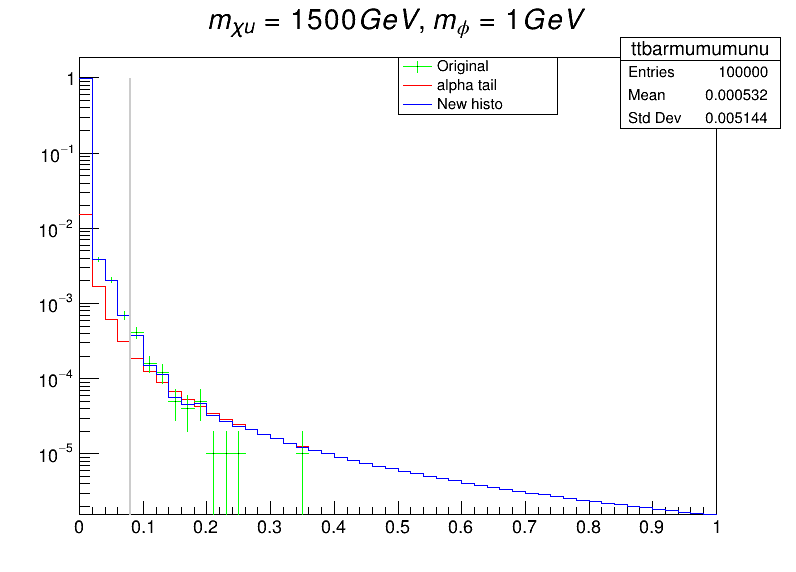 m_χu = 1500GeV, m_ϕ = 1GeV
ttbarmumumunu
Entries 100000
Mean 0.000532
Std Dev 0.005144
Original
alpha tail
New histo
1
10^−1
10^−2
10^−3
10^−4
10^−5
0 0.1 0.2 0.3 0.4 0.5 0.6 0.7 0.8 0.9 1